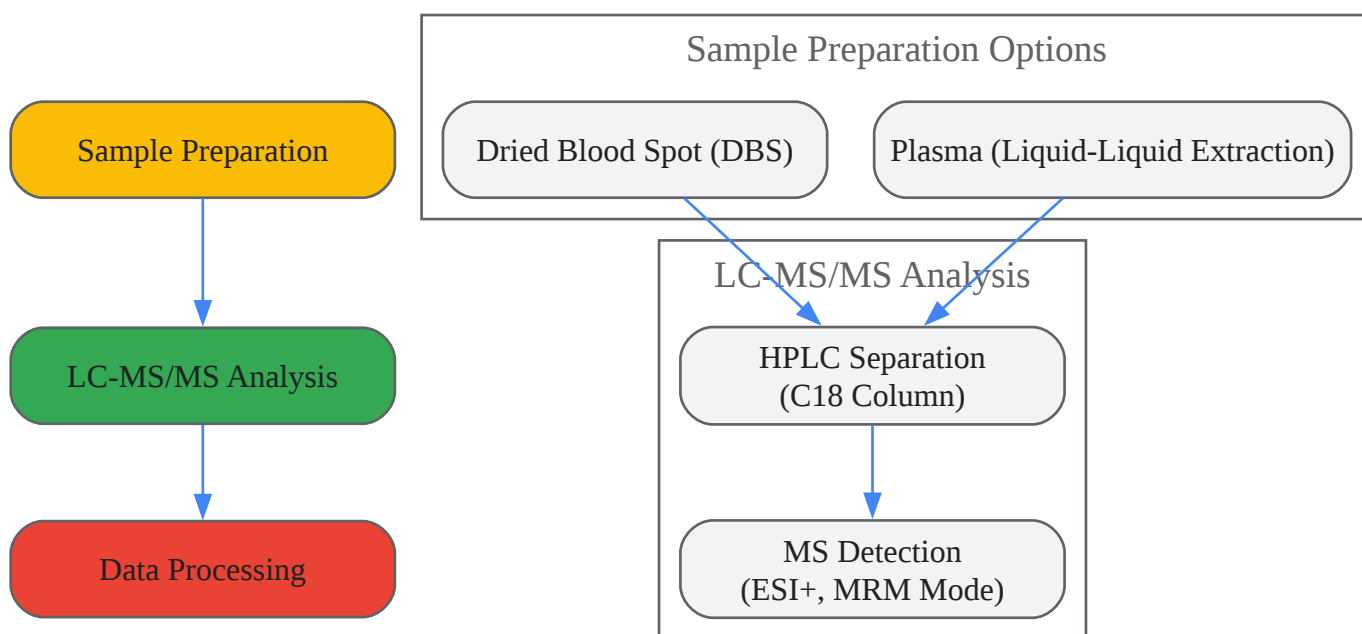 Sample Preparation Options
Sample Preparation
Dried Blood Spot (DBS)
Plasma (Liquid-Liquid Extraction)
LC-MS/MS Analysis
LC-MS/MS Analysis
HPLC Separation
(C18 Column)
Data Processing
MS Detection
(ESI+, MRM Mode)